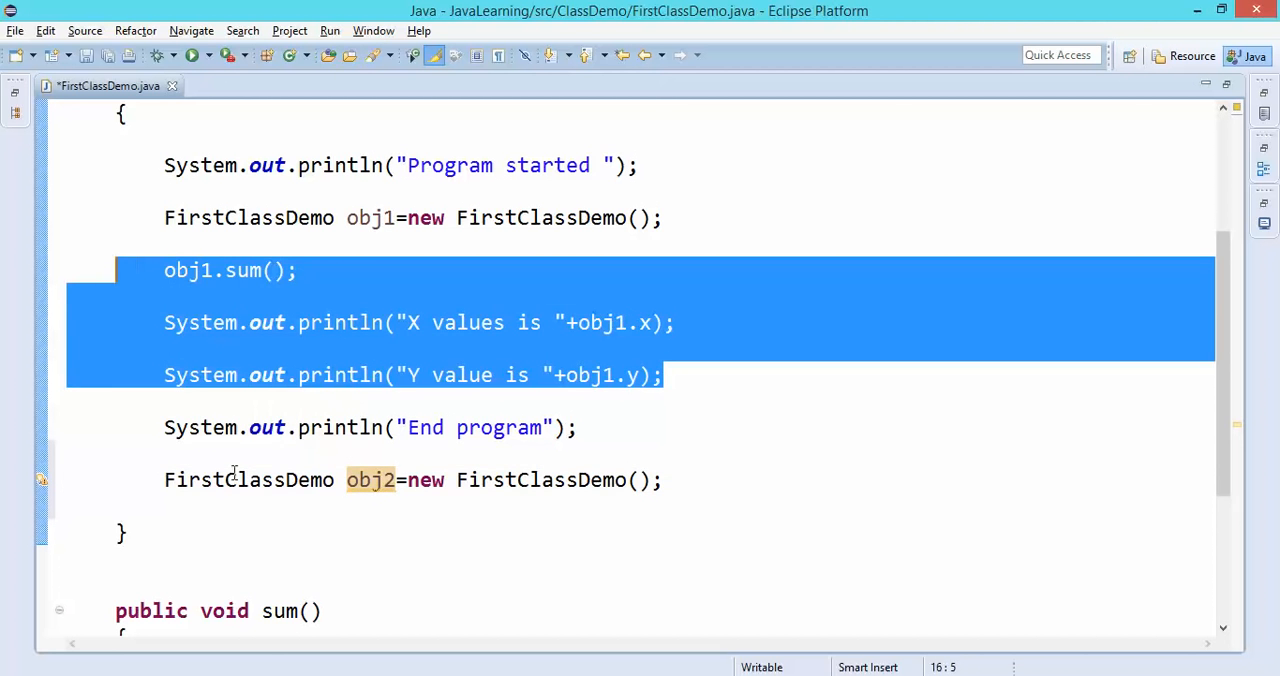 Java - JavaLearning/src/ClassDemo/FirstClassDemo.java - Eclipse Platform
File Edit Source Refactor Navigate Search Project Run Window Help
Quick Access Resource Java
*FirstClassDemo.java
{
System.out.println("Program started ");
FirstClassDemo obj1=new FirstClassDemo();
obj1.sum();
System.out.println("X values is "+obj1.x);
System.out.println("Y value is "+obj1.y);
System.out.println("End program");
FirstClassDemo obj2=new FirstClassDemo();
}
public void sum()
{
Writable Smart Insert 16 : 5